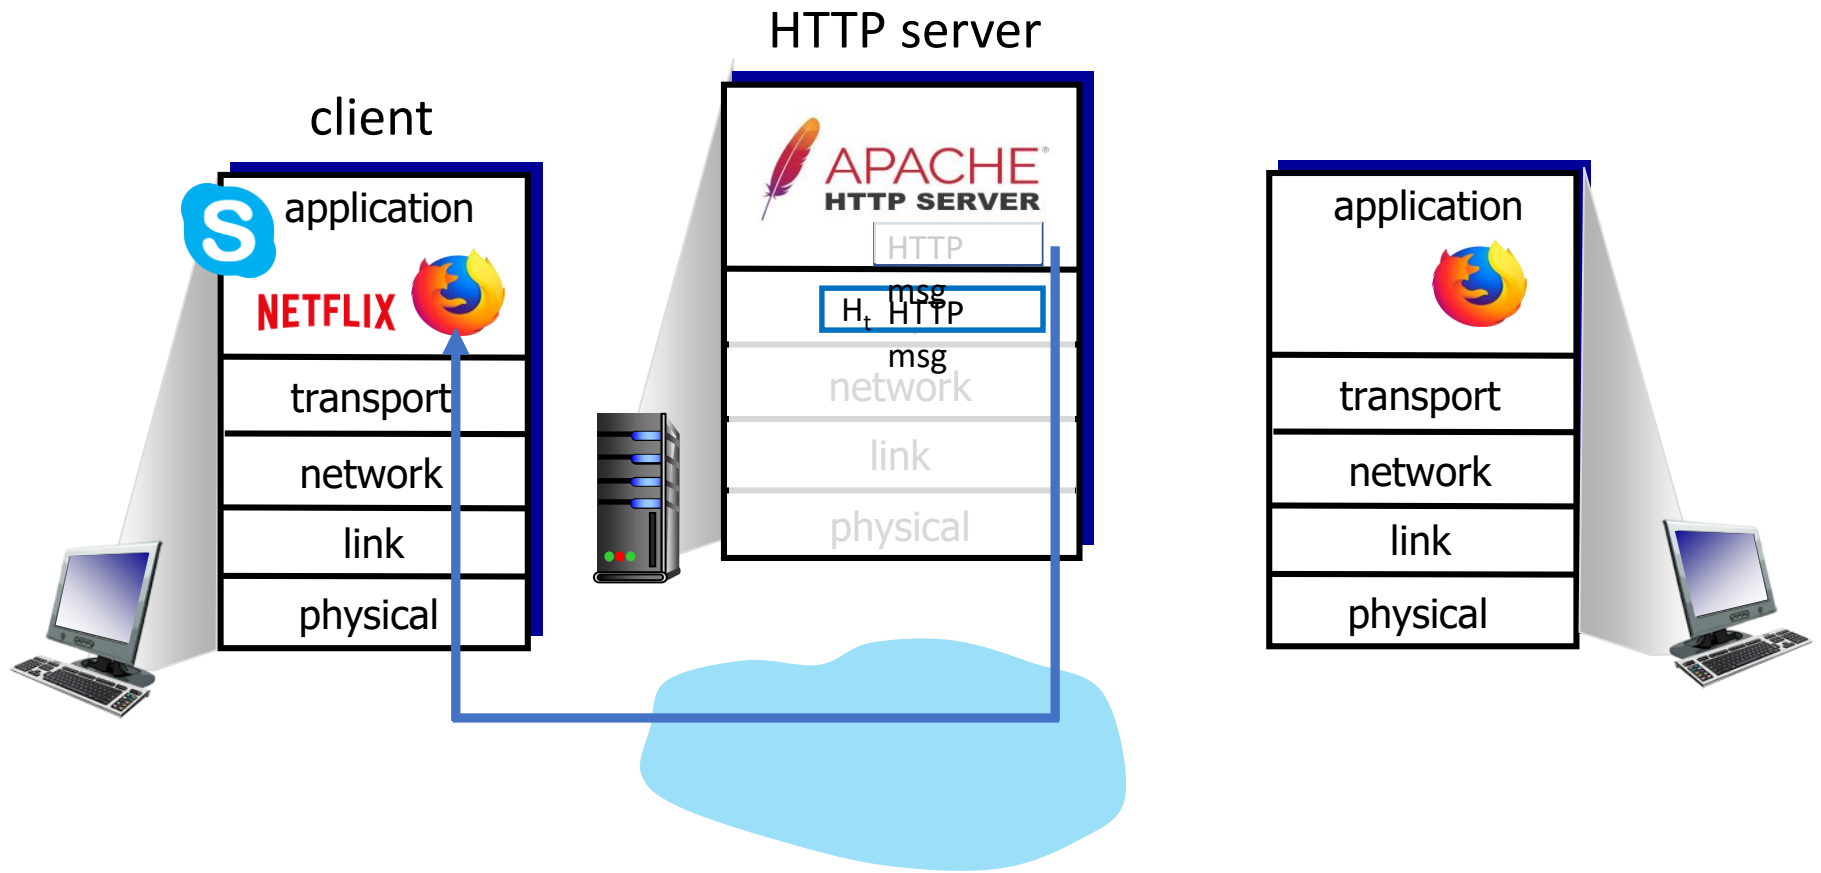 HTTP server
client
APACHE®
HTTP SERVER
S
application
NETFLIX
transport
network
link
physical
HTTP
msg
Ht HTTP
msg
network
link
physical
application
transport
network
link
physical